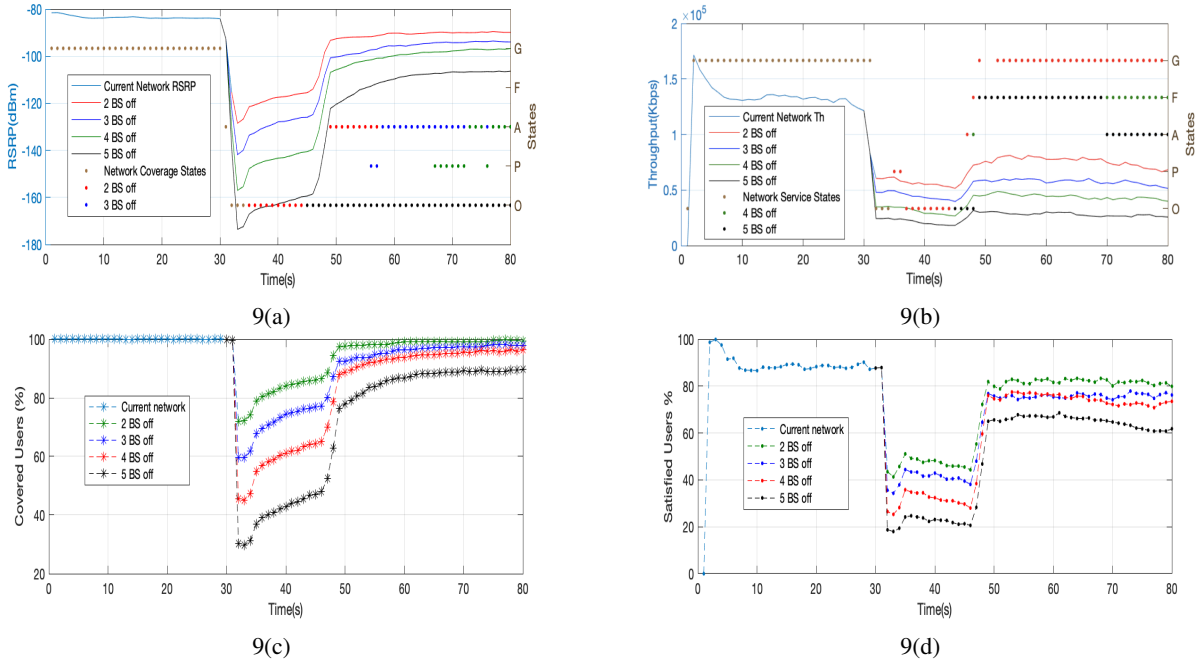 -80
-100
-120
-140
-160
-180
RSRP(dBm)
Current Network RSRP
2 BS off
3 BS off
4 BS off
5 BS off
Network Coverage States
2 BS off
3 BS off
G
F
A
P
O
States
0 10 20 30 40 50 60 70 80
Time(s)
9(a)
2 ×10^5
2
1.5
1
0.5
0
Throughput(Kbps)
Current Network Th
2 BS off
3 BS off
4 BS off
5 BS off
Network Service States
4 BS off
5 BS off
G
F
A
P
O
States
0 10 20 30 40 50 60 70 80
Time(s)
9(b)
100
80
60
40
20
Covered Users (%)
Current network
2 BS off
3 BS off
4 BS off
5 BS off
0 10 20 30 40 50 60 70 80
Time(s)
9(c)
100
80
60
40
20
0
Satisfied Users %
Current network
2 BS off
3 BS off
4 BS off
5 BS off
0 10 20 30 40 50 60 70 80
Time(s)
9(d)